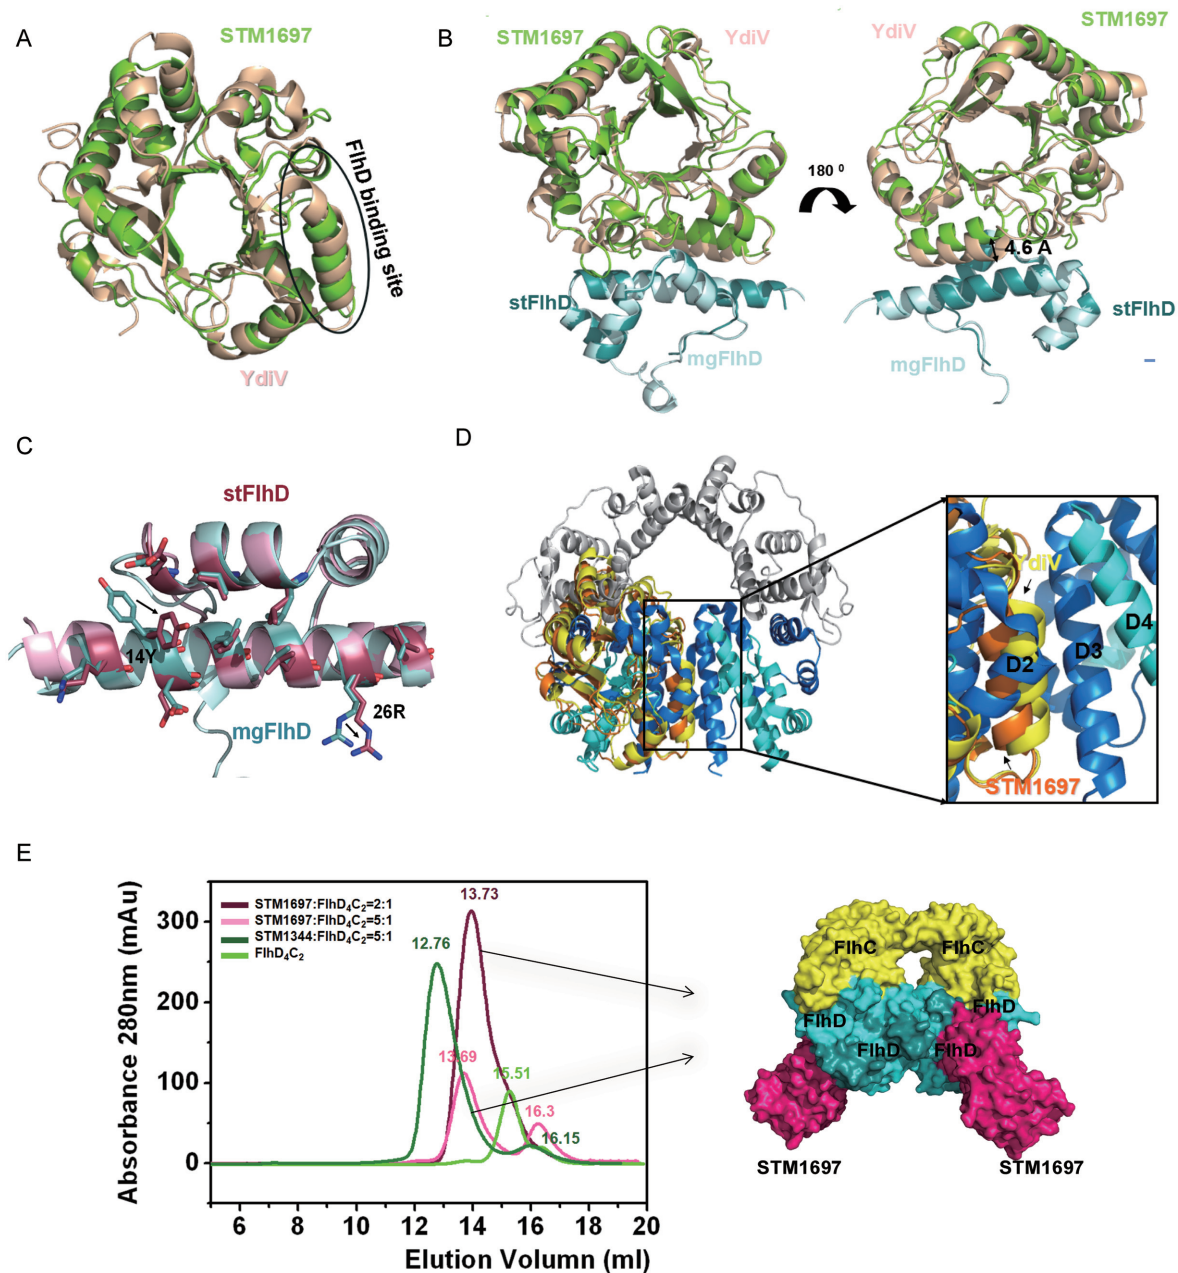 A
STM1697
FlhD binding site
YdiV
B
STM1697
YdiV
stFlhD
mgFlhD
180 0
YdiV
STM1697
4.6 A
stFlhD
mgFlhD
C
stFlhD
14Y
26R
mgFlhD
D
YdiV
D2
D3
D4
STM1697
E
Absorbance 280nm (mAu)
300
200
100
0
STM1697:FlhD4C2=2:1
STM1697:FlhD4C2=5:1
STM1344:FlhD4C2=5:1
FlhD4C2
13.73
12.76
13.69
15.51
16.3
16.15
6 8 10 12 14 16 18 20
Elution Volumn (ml)
FlhC FlhC
FlhD
FlhD
FlhD FlhD
STM1697
STM1697